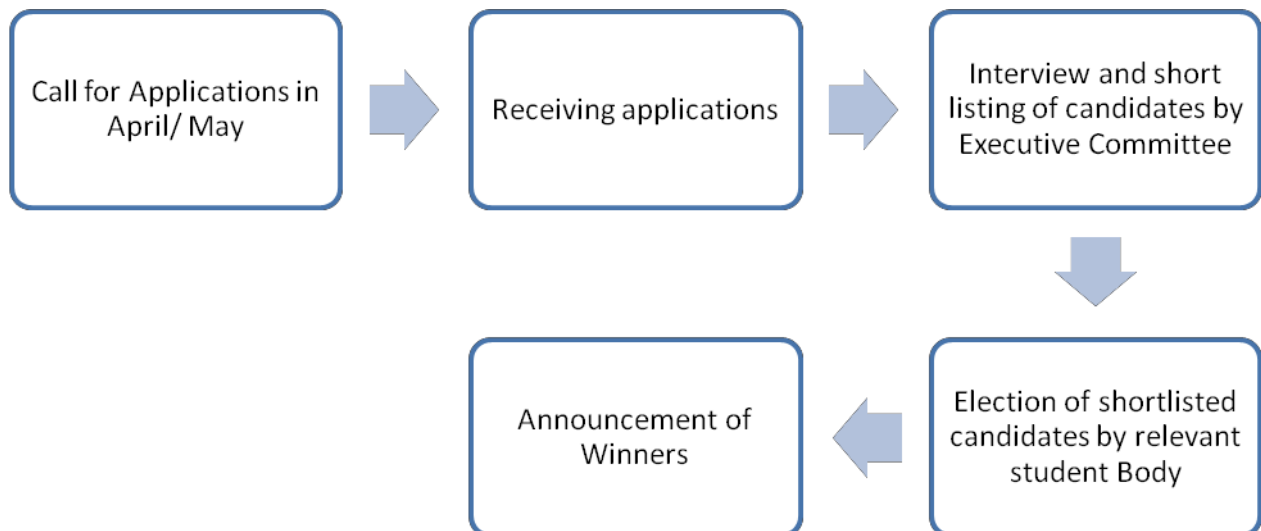 Call for Applications in
April/ May
Receiving applications
Interview and short
listing of candidates by
Executive Committee
Election of shortlisted
candidates by relevant
student Body
Announcement of
Winners